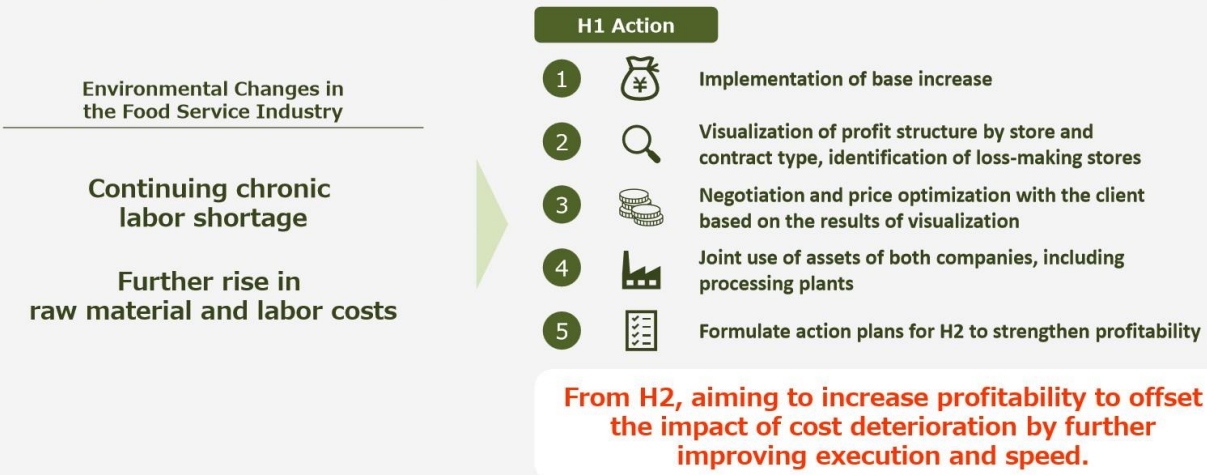 Environmental Changes in
the Food Service Industry
Continuing chronic
labor shortage
Further rise in
raw material and labor costs
H1 Action
1
¥
Implementation of base increase
2
Visualization of profit structure by store and
contract type, identification of loss-making stores
3
Negotiation and price optimization with the client
based on the results of visualization
4
Joint use of assets of both companies, including
processing plants
5
Formulate action plans for H2 to strengthen profitability
From H2, aiming to increase profitability to offset
the impact of cost deterioration by further
improving execution and speed.